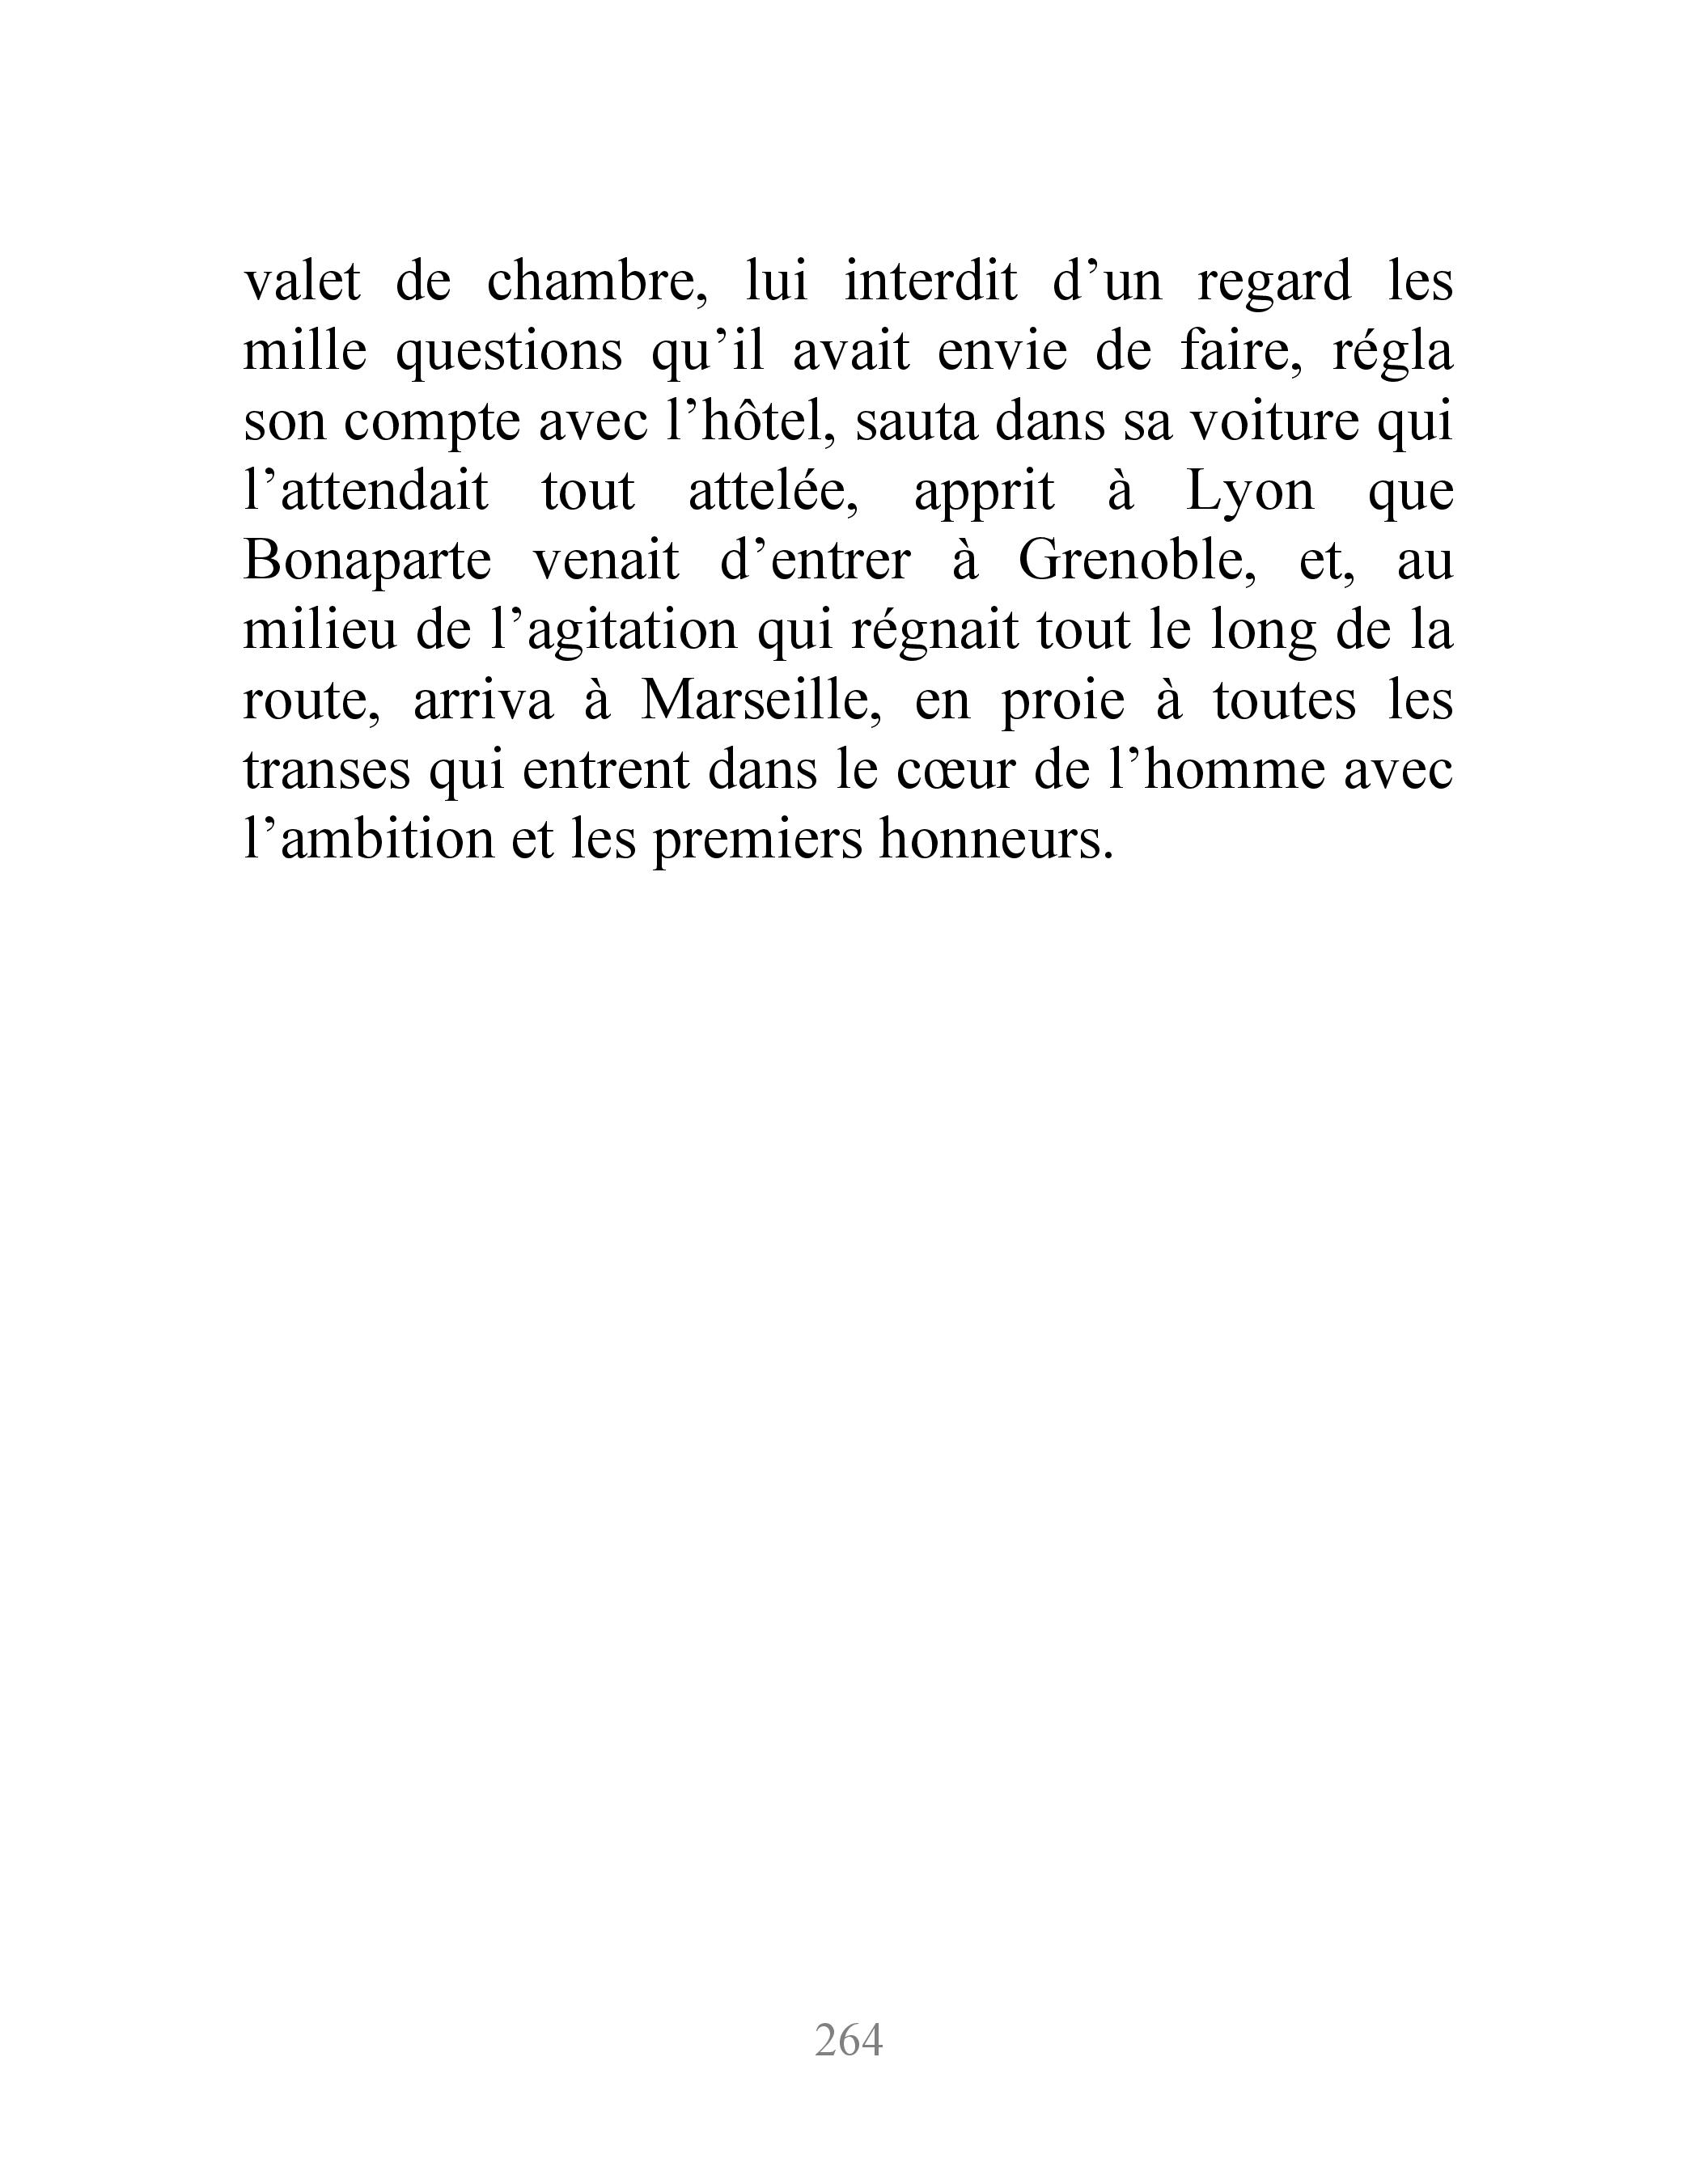 valet de chambre, lui interdit d’un regard les
mille questions qu’il avait envie de faire, régla
son compte avec l’hôtel, sauta dans sa voiture qui
l’attendait tout attelée, apprit à Lyon que
Bonaparte venait d’entrer à Grenoble, et, au
milieu de l’agitation qui régnait tout le long de la
route, arriva à Marseille, en proie à toutes les
transes qui entrent dans le cœur de l’homme avec
l’ambition et les premiers honneurs.
264